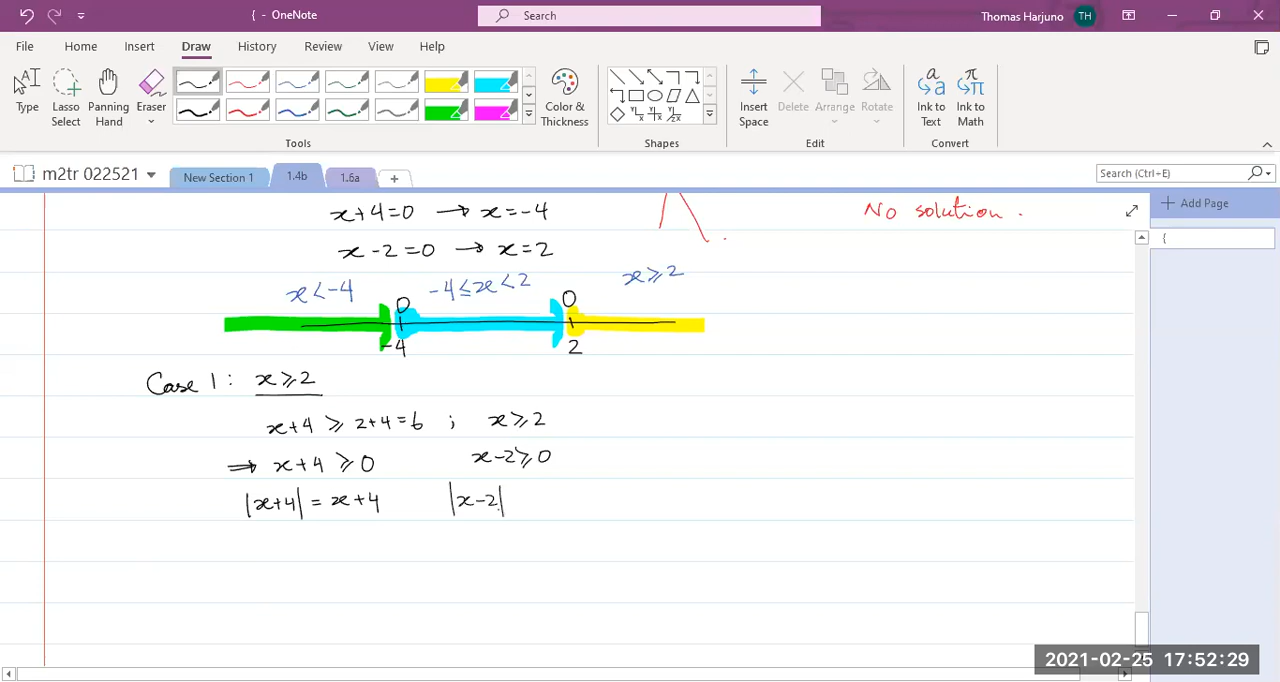 { - OneNote
Search
Thomas Harjuno TH
File Home Insert Draw History Review View Help
Type
Lasso Select
Panning Hand
Eraser
Color & Thickness
Insert Space
Delete
Arrange
Rotate
Ink to Text
Ink to Math
Tools
Shapes
Edit
Convert
m2tr 022521
New Section 1
1.4b
1.6a
Search (Ctrl+E)
Add Page
{
x+4=0 → x=-4
No solution.
x-2=0 → x=2
x<-4 -4≤x<2 x≥2
0 0
-4 2
Case 1: x≥2
x+4 ≥ 2+4=6 ; x≥2
⇒ x+4 ≥0 x-2≥0
|x+4| = x+4 |x-2|
2021-02-25 17:52:29